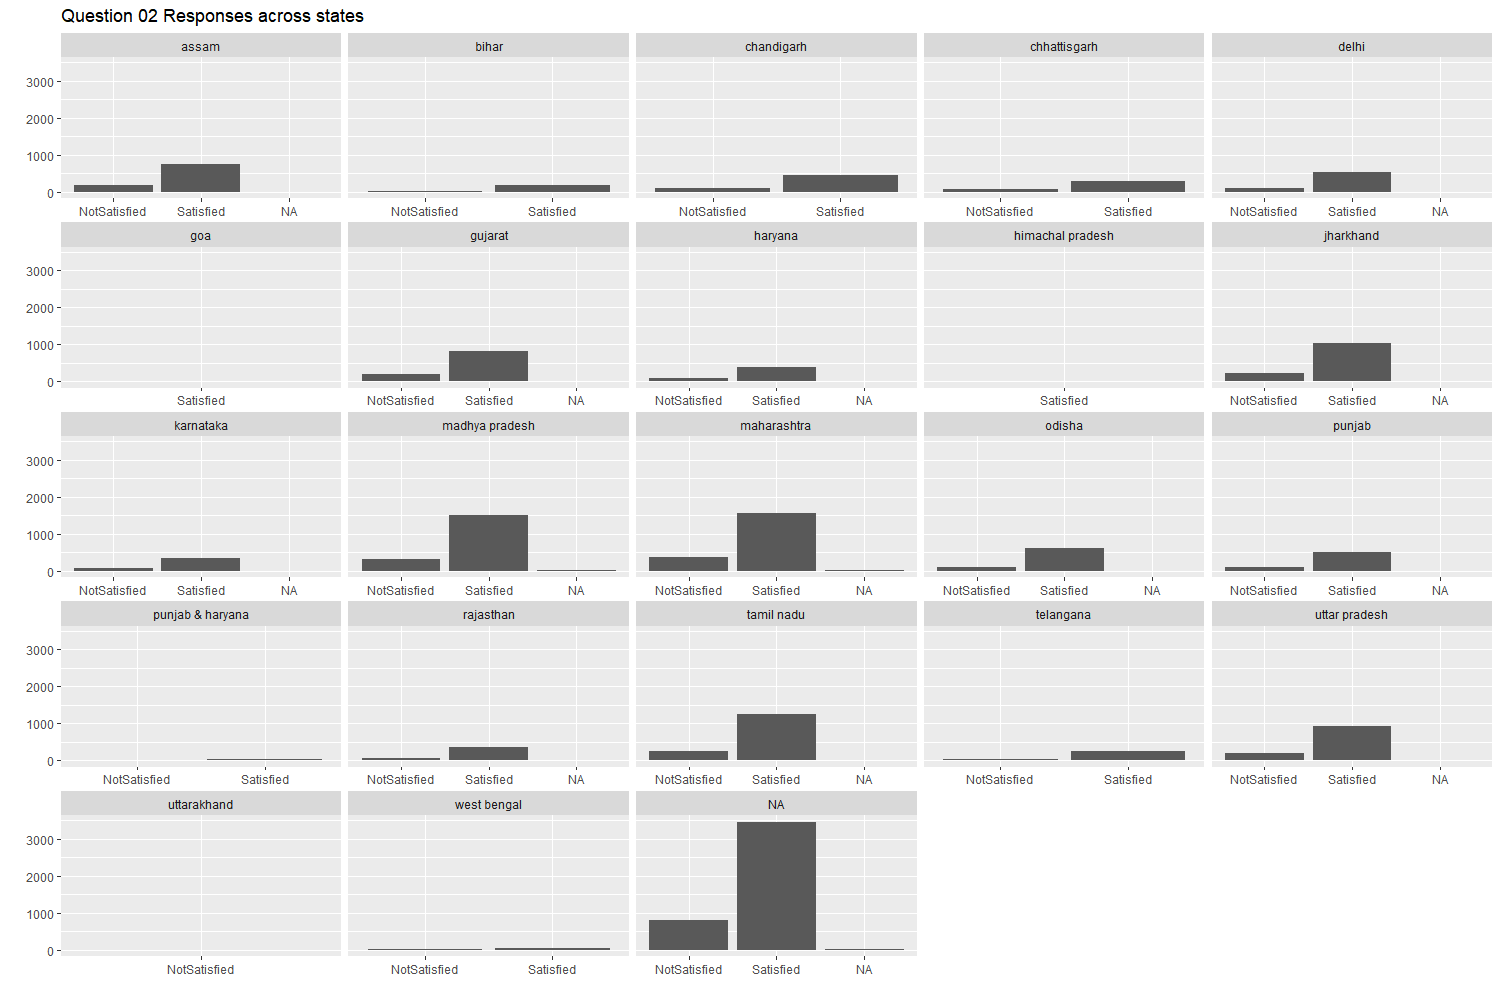 Question 02 Responses across states
assam bihar chandigarh chhattisgarh delhi
3000
2000
1000
0
NotSatisfied Satisfied NA NotSatisfied Satisfied NotSatisfied Satisfied NotSatisfied Satisfied NotSatisfied Satisfied NA
goa gujarat haryana himachal pradesh jharkhand
3000
2000
1000
0
Satisfied NotSatisfied Satisfied NA NotSatisfied Satisfied NA Satisfied NotSatisfied Satisfied NA
karnataka madhya pradesh maharashtra odisha punjab
3000
2000
1000
0
NotSatisfied Satisfied NA NotSatisfied Satisfied NA NotSatisfied Satisfied NA NotSatisfied Satisfied NA NotSatisfied Satisfied NA
punjab & haryana rajasthan tamil nadu telangana uttar pradesh
3000
2000
1000
0
NotSatisfied Satisfied NotSatisfied Satisfied NA NotSatisfied Satisfied NA NotSatisfied Satisfied NotSatisfied Satisfied NA
uttarakhand west bengal NA
3000
2000
1000
0
NotSatisfied NotSatisfied Satisfied NotSatisfied Satisfied NA